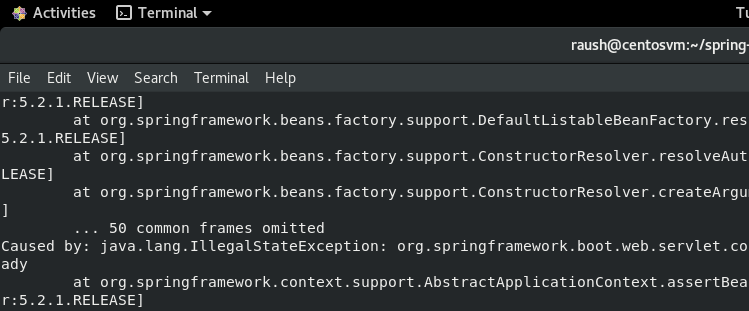 Activities Terminal Tu
raush@centosvm:~/spring-
File Edit View Search Terminal Help
r:5.2.1.RELEASE]
at org.springframework.beans.factory.support.DefaultListableBeanFactory.res
5.2.1.RELEASE]
at org.springframework.beans.factory.support.ConstructorResolver.resolveAut
LEASE]
at org.springframework.beans.factory.support.ConstructorResolver.createArgu
]
... 50 common frames omitted
Caused by: java.lang.IllegalStateException: org.springframework.boot.web.servlet.co
ady
at org.springframework.context.support.AbstractApplicationContext.assertBea
r:5.2.1.RELEASE]